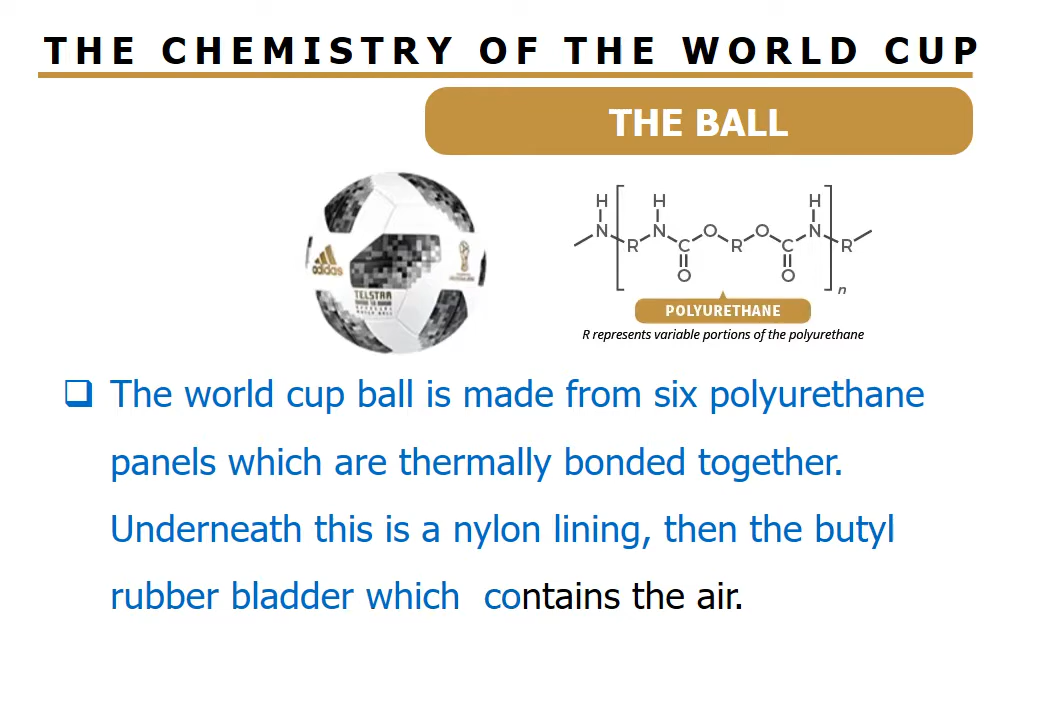 THE CHEMISTRY OF THE WORLD CUP
THE BALL
adidas
TELSTAR
18
H H H
N R N C O R O C N R
O O
n
POLYURETHANE
R represents variable portions of the polyurethane
❑ The world cup ball is made from six polyurethane
panels which are thermally bonded together.
Underneath this is a nylon lining, then the butyl
rubber bladder which contains the air.